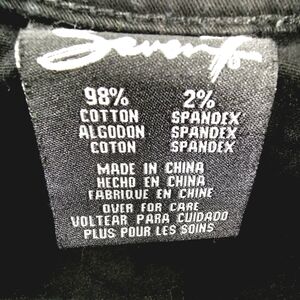 Seven7
98% 2%
COTTON SPANDEX
ALGODON SPANDEX
COTON SPANDEX
MADE IN CHINA
HECHO EN CHINA
FABRIQUE EN CHINE
OVER FOR CARE
VOLTEAR PARA CUIDADO
PLUS POUR LES SOINS